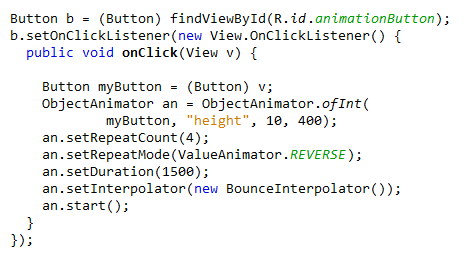 Button b = (Button) findViewById(R.id.animationButton);
b.setOnClickListener(new View.OnClickListener() {
  public void onClick(View v) {

    Button myButton = (Button) v;
    ObjectAnimator an = ObjectAnimator.ofInt(
            myButton, "height", 10, 400);
    an.setRepeatCount(4);
    an.setRepeatMode(ValueAnimator.REVERSE);
    an.setDuration(1500);
    an.setInterpolator(new BounceInterpolator());
    an.start();
  }
});